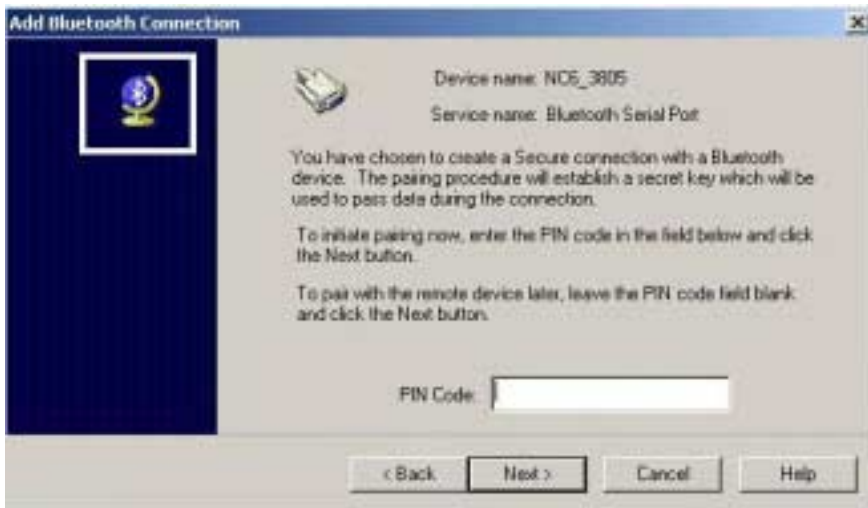 Add Bluetooth Connection
Device name: NC6_3805
Service name: Bluetooth Serial Port
You have chosen to create a Secure connection with a Bluetooth
device. The pairing procedure will establish a secret key which will be
used to pass data during the connection.
To initiate pairing now, enter the PIN code in the field below and click
the Next button.
To pair with the remote device later, leave the PIN code field blank
and click the Next button.
PIN Code:
< Back
Next >
Cancel
Help